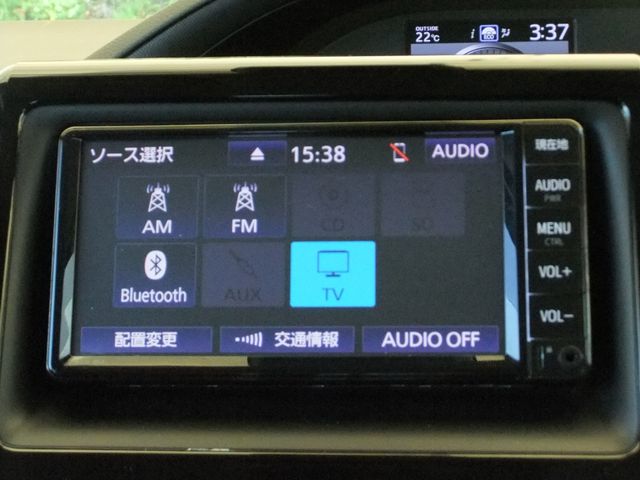 OUTSIDE
22℃ i ECO 3:37
ソース選択 15:38 AUDIO
現在地
AM FM CD SD
AUDIO
PWR
MENU
CTRL
Bluetooth AUX TV
VOL+
VOL-
配置変更 交通情報 AUDIO OFF